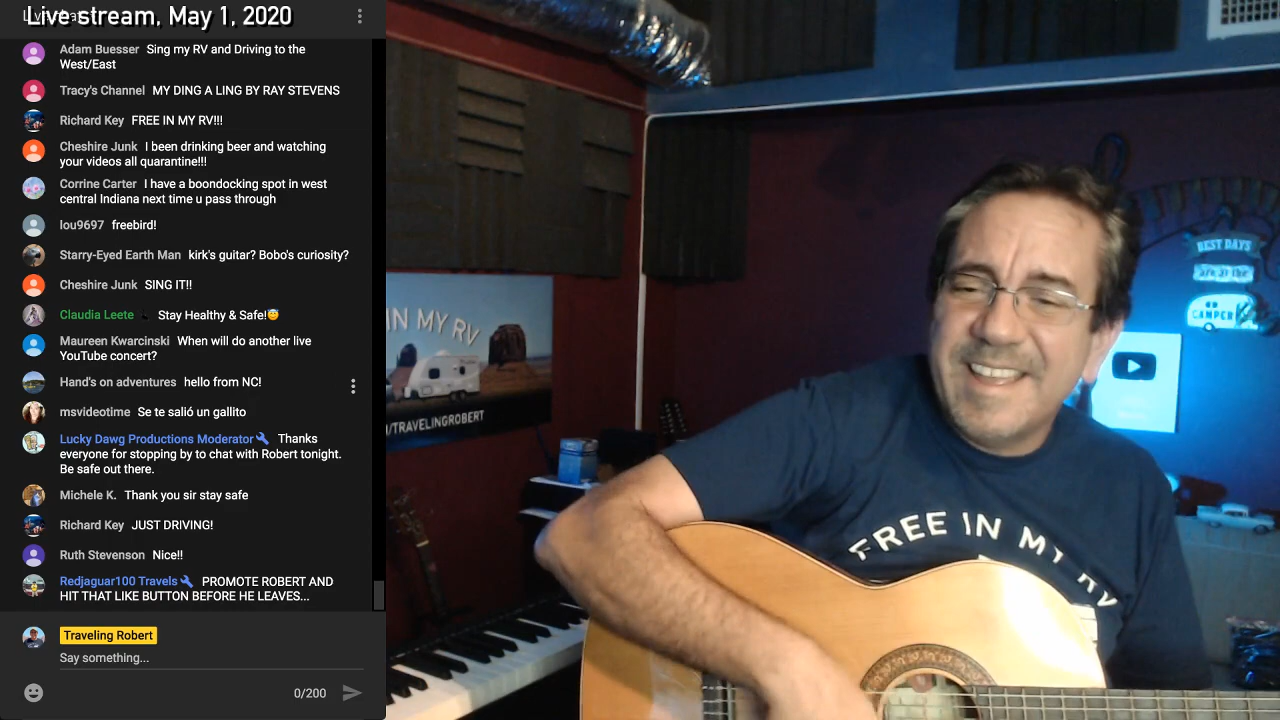 Live stream, May 1, 2020
Adam Buesser Sing my RV and Driving to the
West/East
Tracy's Channel MY DING A LING BY RAY STEVENS
Richard Key FREE IN MY RV!!!
Cheshire Junk I been drinking beer and watching
your videos all quarantine!!!
Corrine Carter I have a boondocking spot in west
central Indiana next time u pass through
lou9697 freebird!
Starry-Eyed Earth Man kirk's guitar? Bobo's curiosity?
Cheshire Junk SING IT!!
Claudia Leete Stay Healthy & Safe!😇
Maureen Kwarcinski When will do another live
YouTube concert?
Hand's on adventures hello from NC!
msvideotime Se te salió un gallito
Lucky Dawg Productions Moderator Thanks
everyone for stopping by to chat with Robert tonight.
Be safe out there.
Michele K. Thank you sir stay safe
Richard Key JUST DRIVING!
Ruth Stevenson Nice!!
Redjaguar100 Travels PROMOTE ROBERT AND
HIT THAT LIKE BUTTON BEFORE HE LEAVES...
Traveling Robert
Say something...
0/200
IN MY RV
/TRAVELINGROBERT
BEST DAYS
are at the
CAMPER
FREE IN MY RV